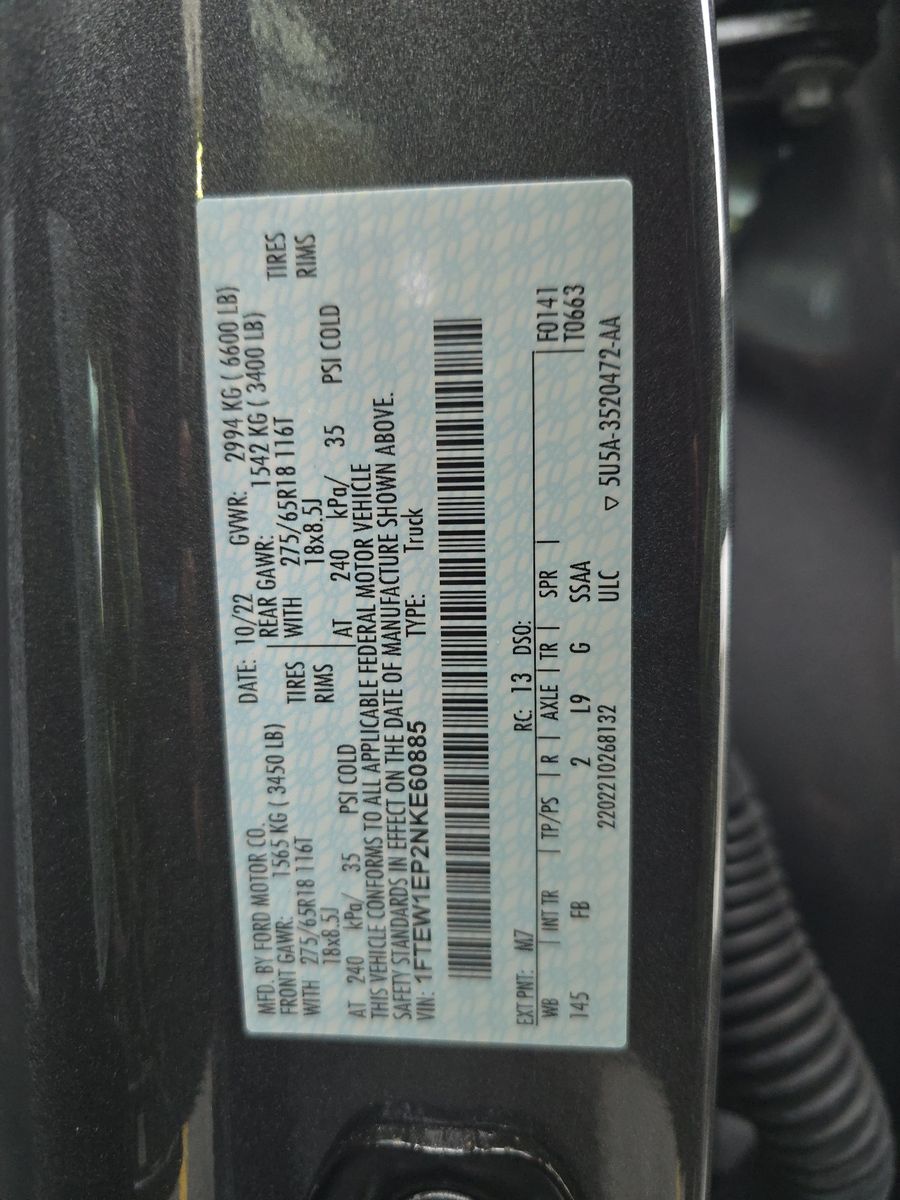 MFD. BY FORD MOTOR CO. DATE: 10/22 GVWR: 2994 KG ( 6600 LB)
FRONT GAWR: 1565 KG ( 3450 LB) REAR GAWR: 1542 KG ( 3400 LB)
WITH 275/65R18 116T TIRES WITH 275/65R18 116T TIRES
18x8.5J RIMS 18x8.5J RIMS
AT 240 kPa/ 35 PSI COLD AT 240 kPa/ 35 PSI COLD
THIS VEHICLE CONFORMS TO ALL APPLICABLE FEDERAL MOTOR VEHICLE
SAFETY STANDARDS IN EFFECT ON THE DATE OF MANUFACTURE SHOWN ABOVE.
VIN: 1FTEW1EP2NKE60885 TYPE: Truck
EXT PNT: M7 RC: 13 DSO:
WB INT TR TP/PS R AXLE TR SPR F0141
145 FB 2 L9 G SSAA T0663
2202210268132 ULC ▽ 5U5A-3520472-AA